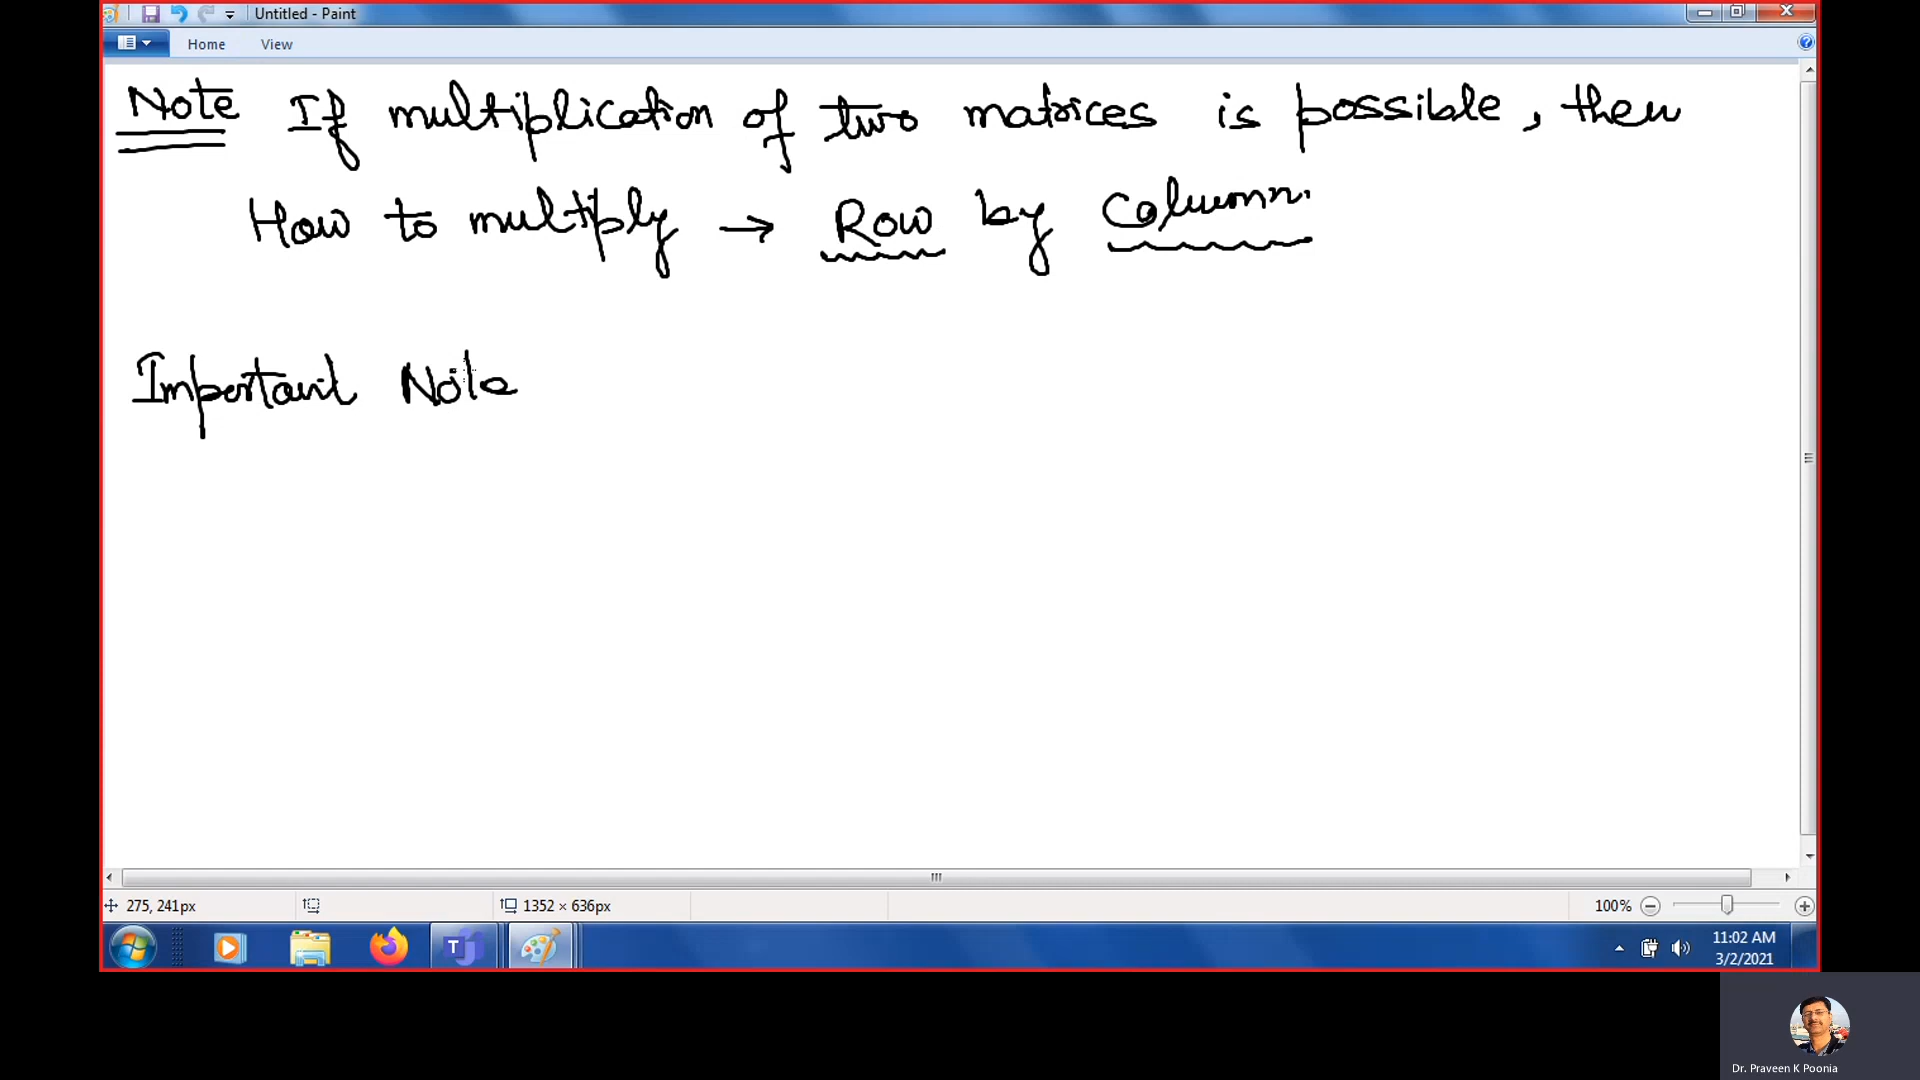 Untitled - Paint
Home View
Note If multiplication of two matrices is possible, then
How to multiply → Row by Column.
Important Note
275, 241px
1352 × 636px
100%
T
11:02 AM
3/2/2021
Dr. Praveen K Poonia